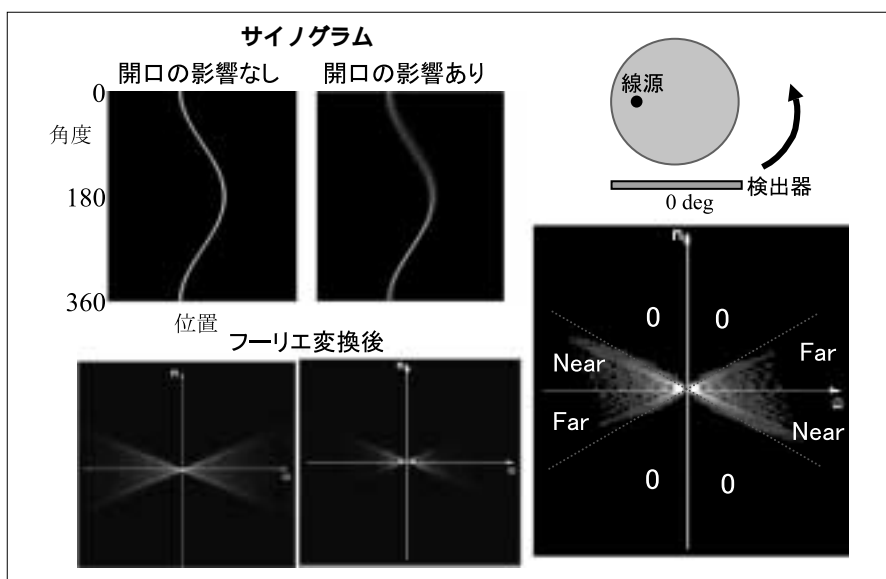 サイノグラム
開口の影響なし
開口の影響あり
0
角度
180
360
位置
線源
検出器
0 deg
フーリエ変換後
n
n
n
0 0
Near
Far
Far
Near
0 0